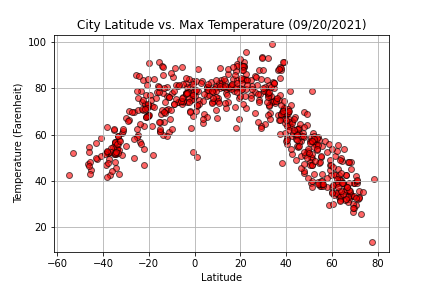 City Latitude vs. Max Temperature (09/20/2021)
Temperature (Farenheit)
100
80
60
40
20
−60 −40 −20 0 20 40 60 80
Latitude